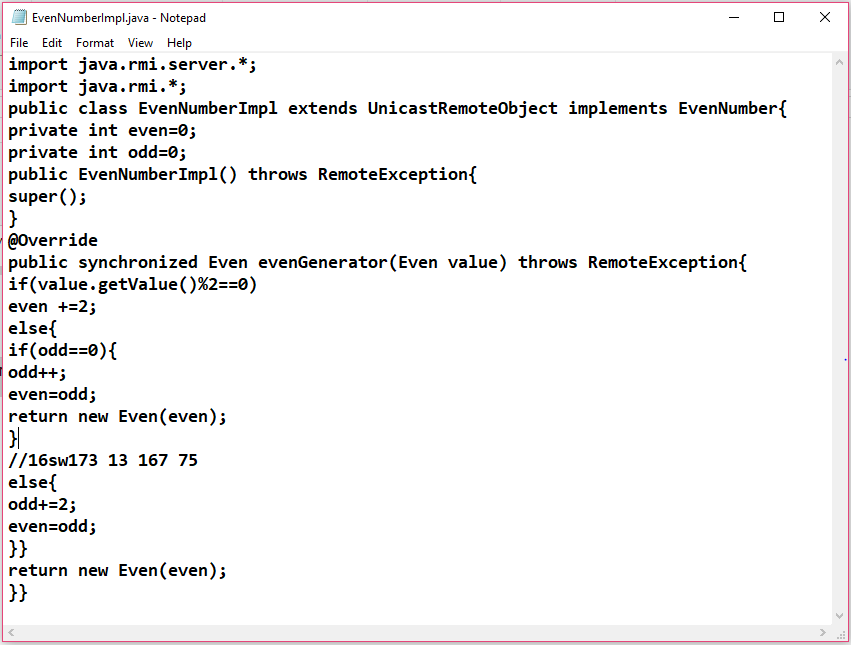 EvenNumberImpl.java - Notepad
File Edit Format View Help
import java.rmi.server.*;
import java.rmi.*;
public class EvenNumberImpl extends UnicastRemoteObject implements EvenNumber{
private int even=0;
private int odd=0;
public EvenNumberImpl() throws RemoteException{
super();
}
@Override
public synchronized Even evenGenerator(Even value) throws RemoteException{
if(value.getValue()%2==0)
even +=2;
else{
if(odd==0){
odd++;
even=odd;
return new Even(even);
}
//16sw173 13 167 75
else{
odd+=2;
even=odd;
}}
return new Even(even);
}}